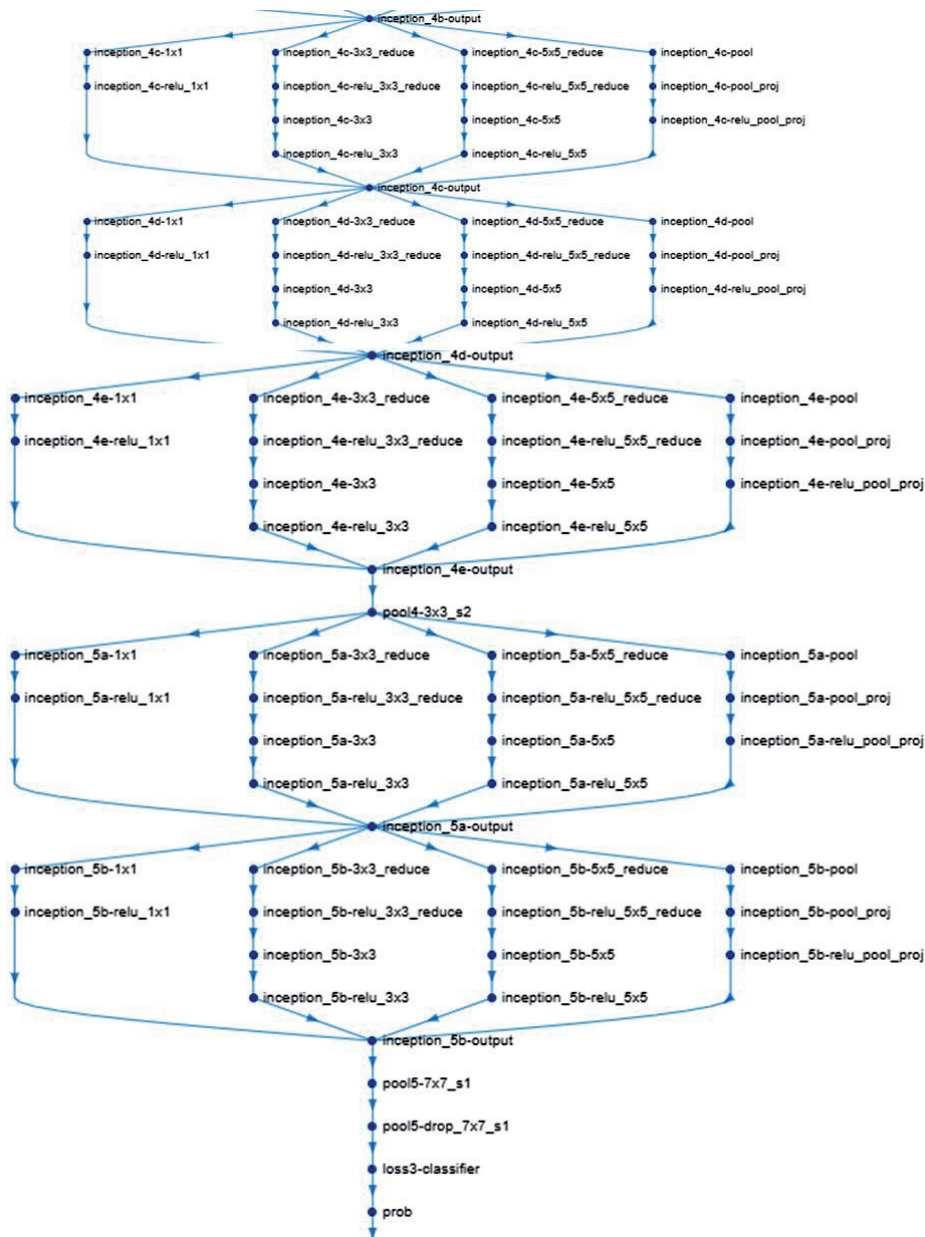 inception_4b-output
inception_4c-1x1 inception_4c-3x3_reduce inception_4c-5x5_reduce inception_4c-pool
inception_4c-relu_1x1 inception_4c-relu_3x3_reduce inception_4c-relu_5x5_reduce inception_4c-pool_proj
inception_4c-3x3 inception_4c-5x5 inception_4c-relu_pool_proj
inception_4c-relu_3x3 inception_4c-relu_5x5
inception_4c-output
inception_4d-1x1 inception_4d-3x3_reduce inception_4d-5x5_reduce inception_4d-pool
inception_4d-relu_1x1 inception_4d-relu_3x3_reduce inception_4d-relu_5x5_reduce inception_4d-pool_proj
inception_4d-3x3 inception_4d-5x5 inception_4d-relu_pool_proj
inception_4d-relu_3x3 inception_4d-relu_5x5
inception_4d-output
inception_4e-1x1 inception_4e-3x3_reduce inception_4e-5x5_reduce inception_4e-pool
inception_4e-relu_1x1 inception_4e-relu_3x3_reduce inception_4e-relu_5x5_reduce inception_4e-pool_proj
inception_4e-3x3 inception_4e-5x5 inception_4e-relu_pool_proj
inception_4e-relu_3x3 inception_4e-relu_5x5
inception_4e-output
pool4-3x3_s2
inception_5a-1x1 inception_5a-3x3_reduce inception_5a-5x5_reduce inception_5a-pool
inception_5a-relu_1x1 inception_5a-relu_3x3_reduce inception_5a-relu_5x5_reduce inception_5a-pool_proj
inception_5a-3x3 inception_5a-5x5 inception_5a-relu_pool_proj
inception_5a-relu_3x3 inception_5a-relu_5x5
inception_5a-output
inception_5b-1x1 inception_5b-3x3_reduce inception_5b-5x5_reduce inception_5b-pool
inception_5b-relu_1x1 inception_5b-relu_3x3_reduce inception_5b-relu_5x5_reduce inception_5b-pool_proj
inception_5b-3x3 inception_5b-5x5 inception_5b-relu_pool_proj
inception_5b-relu_3x3 inception_5b-relu_5x5
inception_5b-output
pool5-7x7_s1
pool5-drop_7x7_s1
loss3-classifier
prob